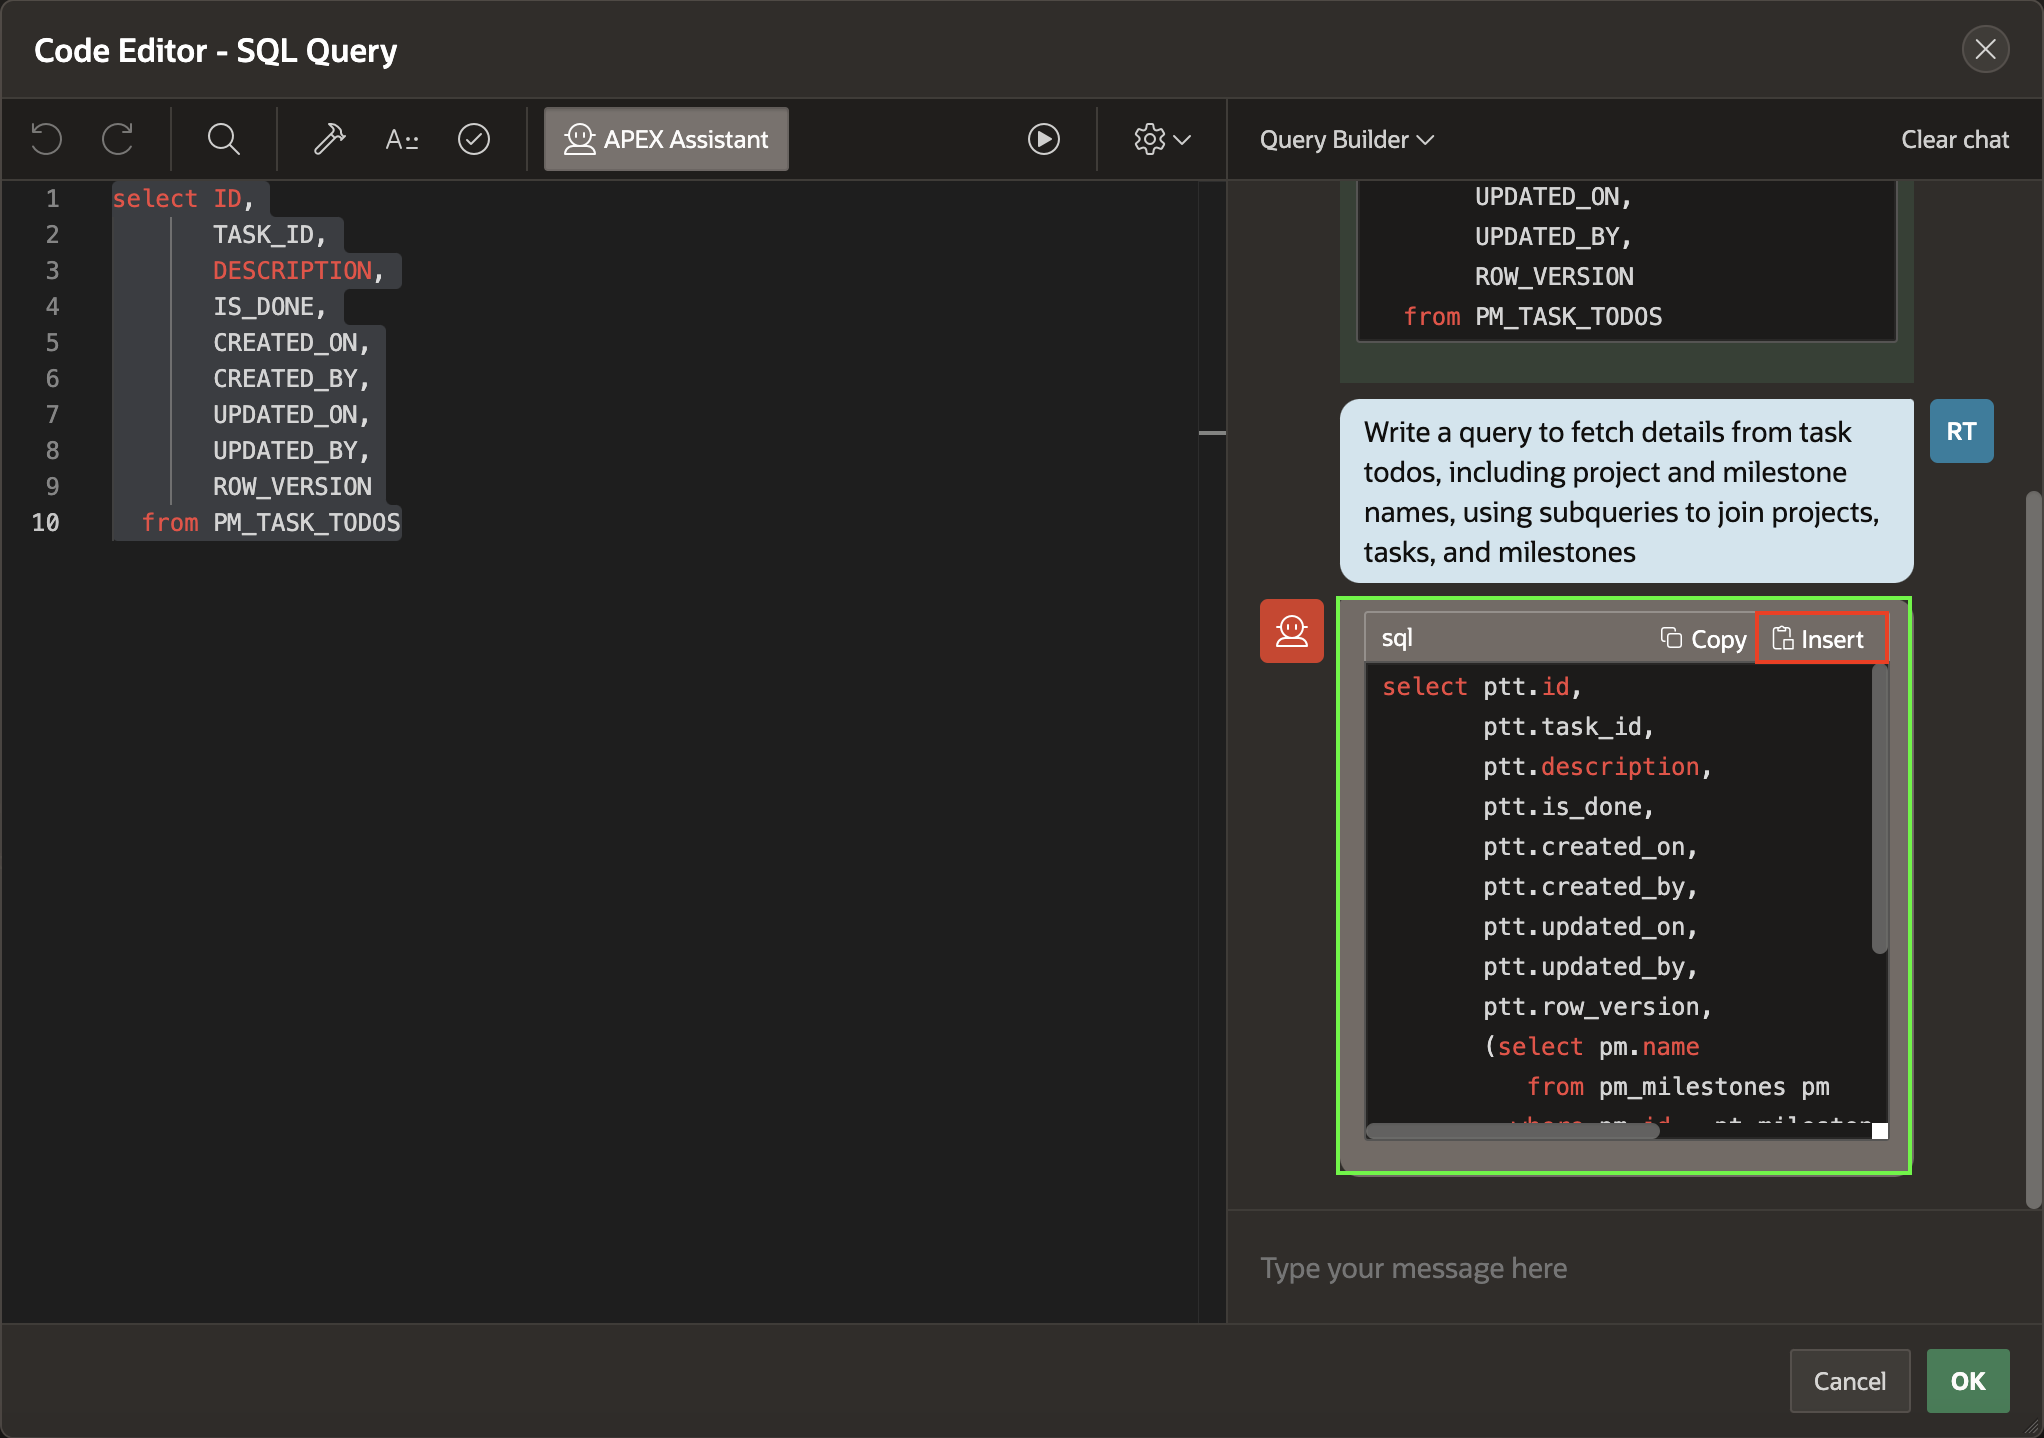 Code Editor - SQL Query
APEX Assistant
Query Builder
Clear chat
1 select ID,
2 TASK_ID,
3 DESCRIPTION,
4 IS_DONE,
5 CREATED_ON,
6 CREATED_BY,
7 UPDATED_ON,
8 UPDATED_BY,
9 ROW_VERSION
10 from PM_TASK_TODOS
UPDATED_ON,
UPDATED_BY,
ROW_VERSION
from PM_TASK_TODOS
Write a query to fetch details from task
todos, including project and milestone
names, using subqueries to join projects,
tasks, and milestones
RT
sql
Copy
Insert
select ptt.id,
ptt.task_id,
ptt.description,
ptt.is_done,
ptt.created_on,
ptt.created_by,
ptt.updated_on,
ptt.updated_by,
ptt.row_version,
(select pm.name
from pm_milestones pm
Type your message here
Cancel
OK